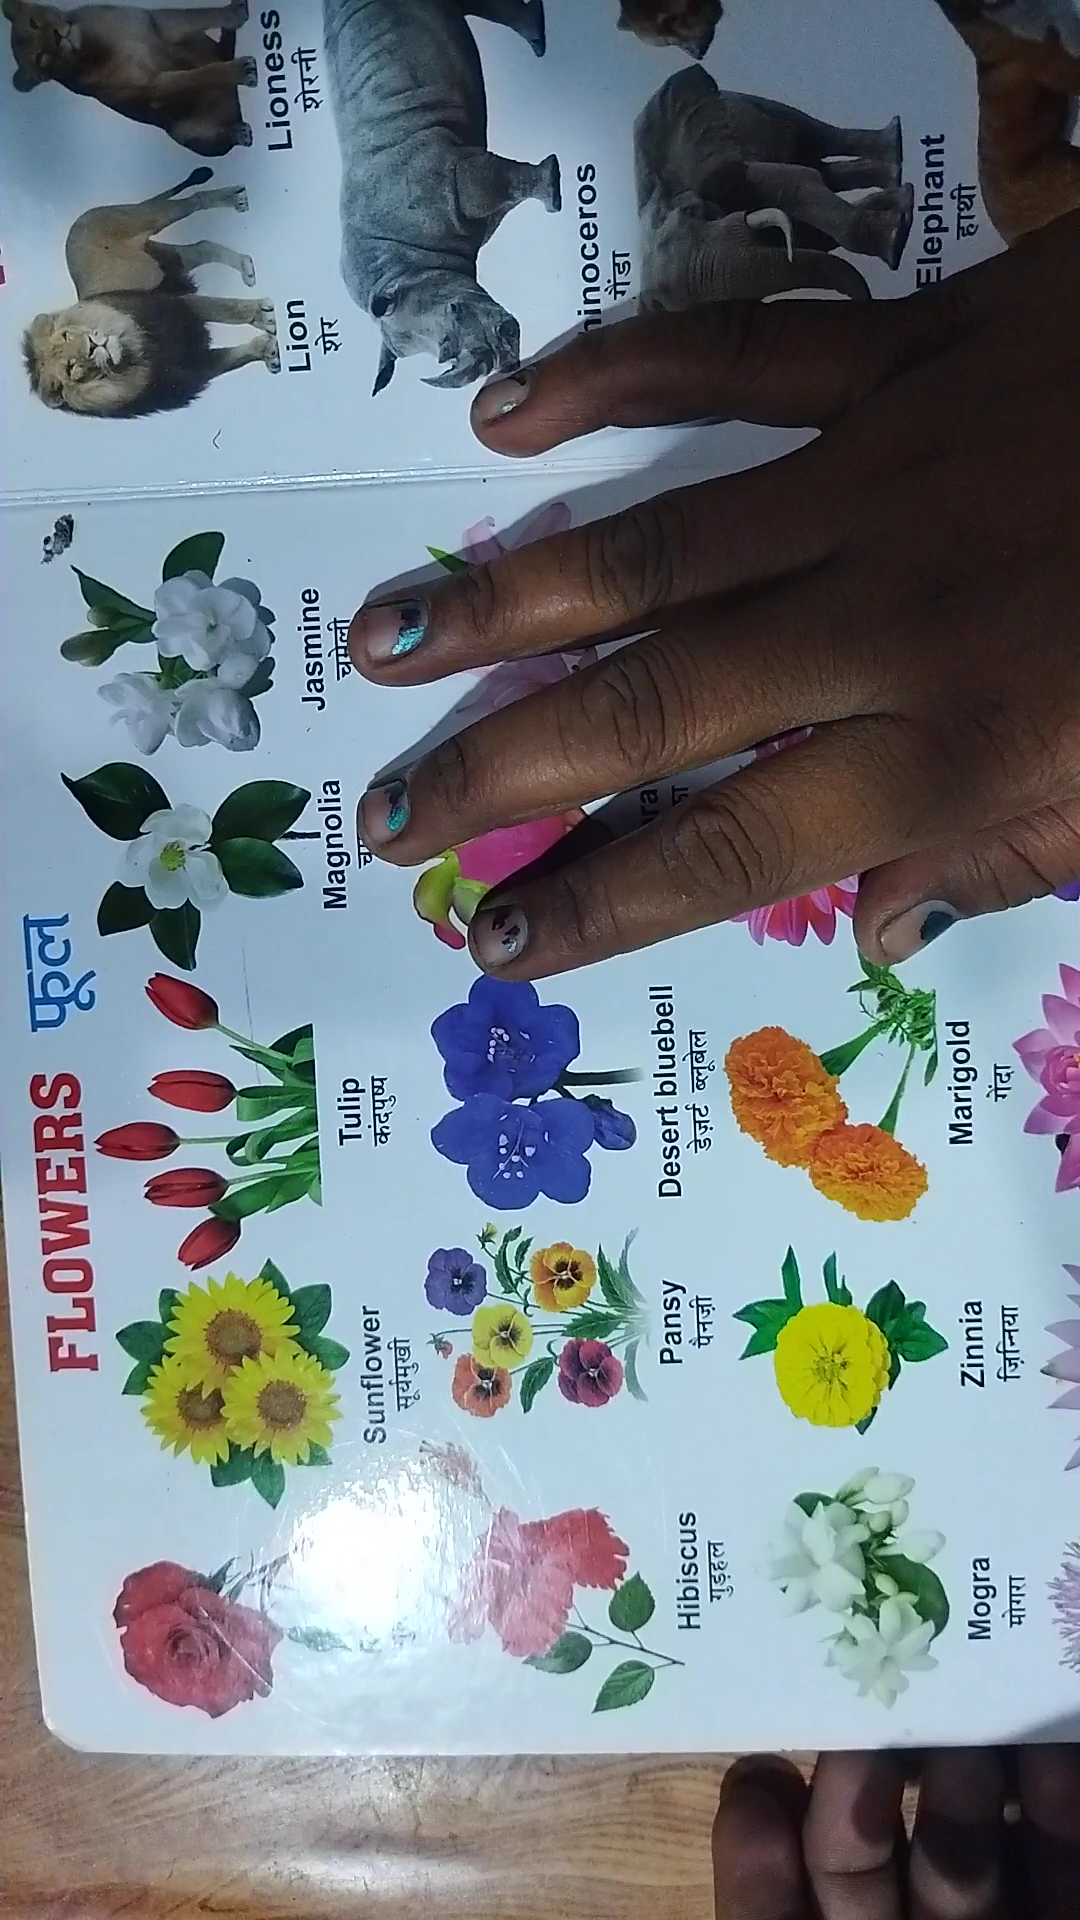 Lion
शेर
Lioness
शेरनी
गैंडा
Elephant
हाथी
FLOWERS फूल
Sunflower
सूर्यमुखी
Tulip
कंदपुष्प
Magnolia
Jasmine
चमेली
Hibiscus
गुड़हल
Pansy
पैनज़ी
Desert bluebell
डेज़र्ट ब्लूबेल
Mogra
मोगरा
Zinnia
ज़िन्निया
Marigold
गेंदा